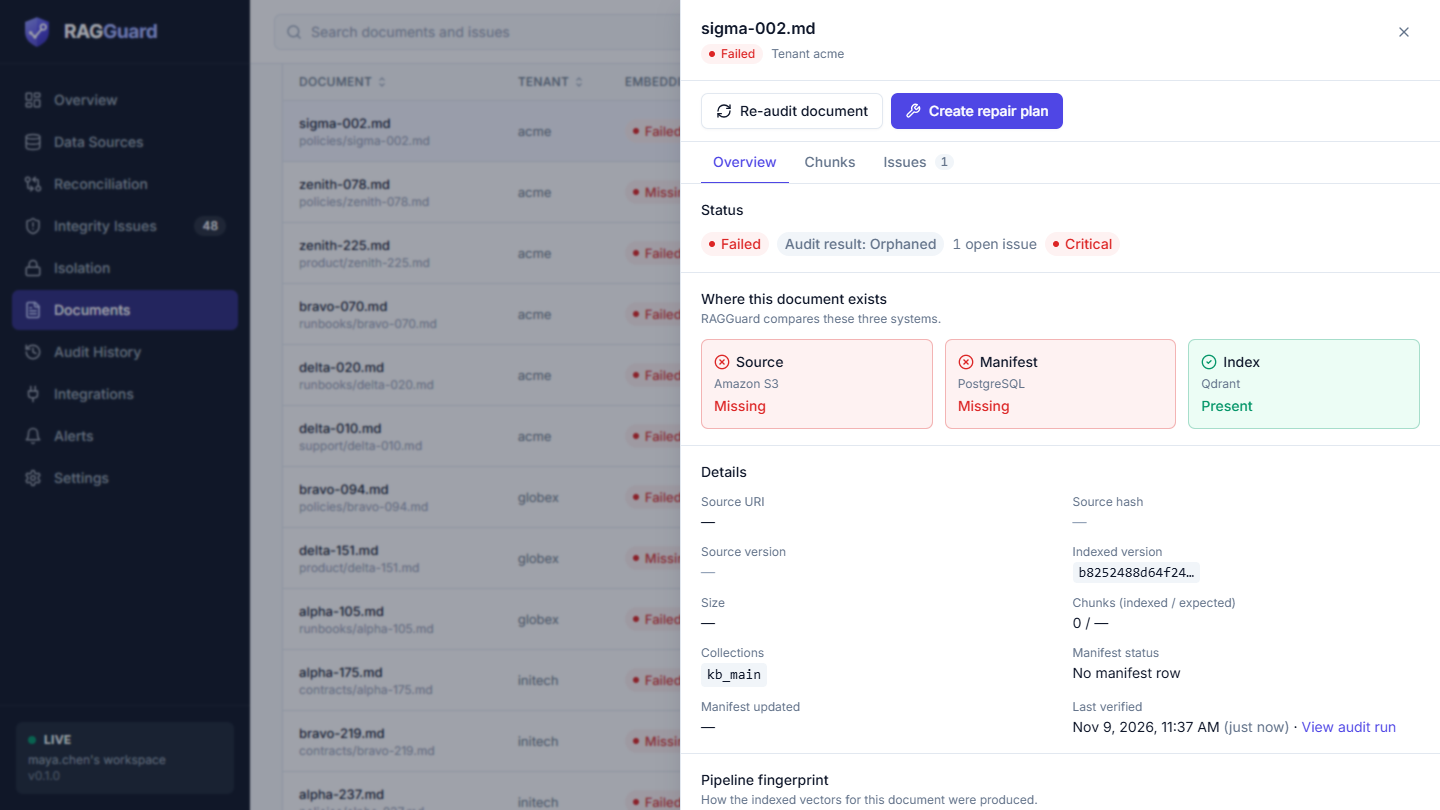 RAGGuard
Overview
Data Sources
Reconciliation
Integrity Issues 48
Isolation
Documents
Audit History
Integrations
Alerts
Settings
LIVE
maya.chen's workspace
v0.1.0
Search documents and issues
DOCUMENT TENANT
sigma-002.md acme Failed
policies/sigma-002.md
zenith-078.md acme
policies/zenith-078.md
zenith-225.md acme Failed
product/zenith-225.md
bravo-070.md acme Failed
runbooks/bravo-070.md
delta-020.md acme Failed
runbooks/delta-020.md
delta-010.md acme Failed
support/delta-010.md
bravo-094.md globex Failed
policies/bravo-094.md
delta-151.md globex
product/delta-151.md
alpha-105.md globex Failed
runbooks/alpha-105.md
alpha-175.md initech Failed
contracts/alpha-175.md
bravo-219.md initech
contracts/bravo-219.md
alpha-237.md initech Failed
sigma-002.md
Failed Tenant acme
Re-audit document Create repair plan
Overview Chunks Issues 1
Status
Failed Audit result: Orphaned 1 open issue Critical
Where this document exists
RAGGuard compares these three systems.
Source
Amazon S3
Missing
Manifest
PostgreSQL
Missing
Index
Qdrant
Present
Details
Source URI
—
Source hash
—
Source version
—
Indexed version
b8252488d64f24…
Size
—
Chunks (indexed / expected)
0 / —
Collections
kb_main
Manifest status
No manifest row
Manifest updated
—
Last verified
Nov 9, 2026, 11:37 AM (just now) · View audit run
Pipeline fingerprint
How the indexed vectors for this document were produced.